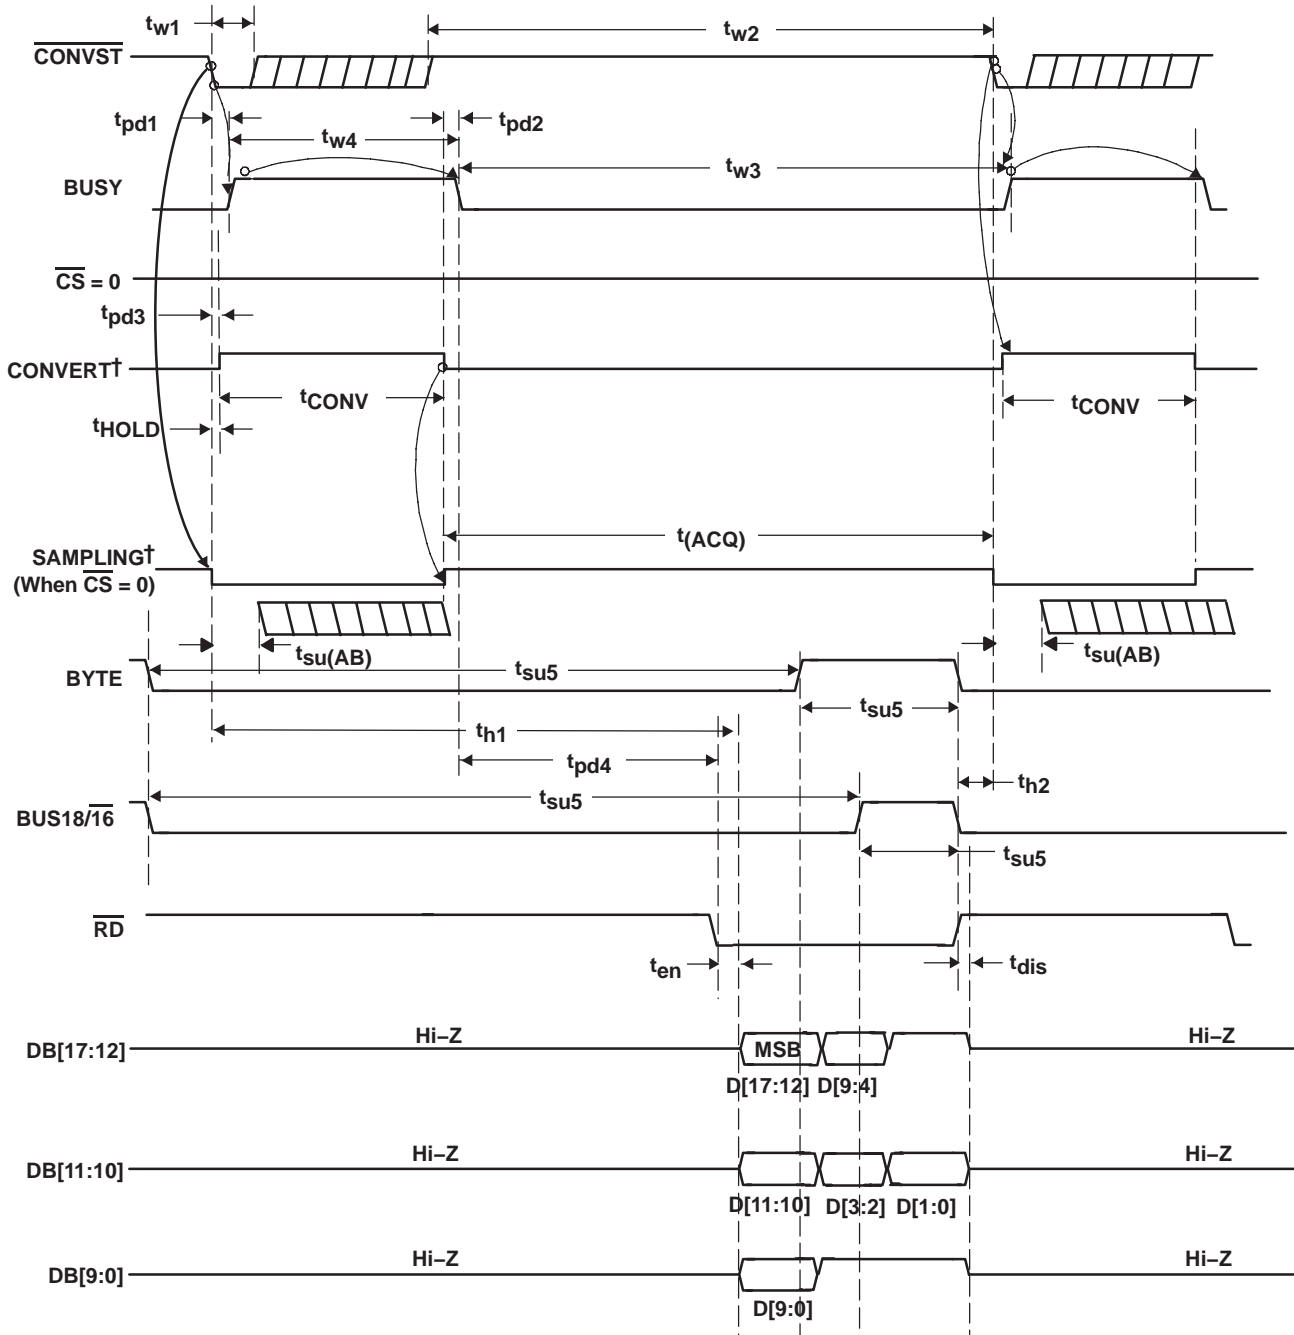 tw1
tw2
CONVST
tpd1
tw4
tpd2
tw3
BUSY
CS = 0
tpd3
CONVERT†
tCONV
tCONV
tHOLD
t(ACQ)
SAMPLING†
(When CS = 0)
tsu(AB)
tsu(AB)
BYTE
tsu5
tsu5
th1
tpd4
th2
tsu5
BUS18/16
tsu5
RD
ten
tdis
Hi–Z
Hi–Z
DB[17:12]
MSB
D[17:12] D[9:4]
Hi–Z
Hi–Z
DB[11:10]
D[11:10] D[3:2] D[1:0]
Hi–Z
Hi–Z
DB[9:0]
D[9:0]